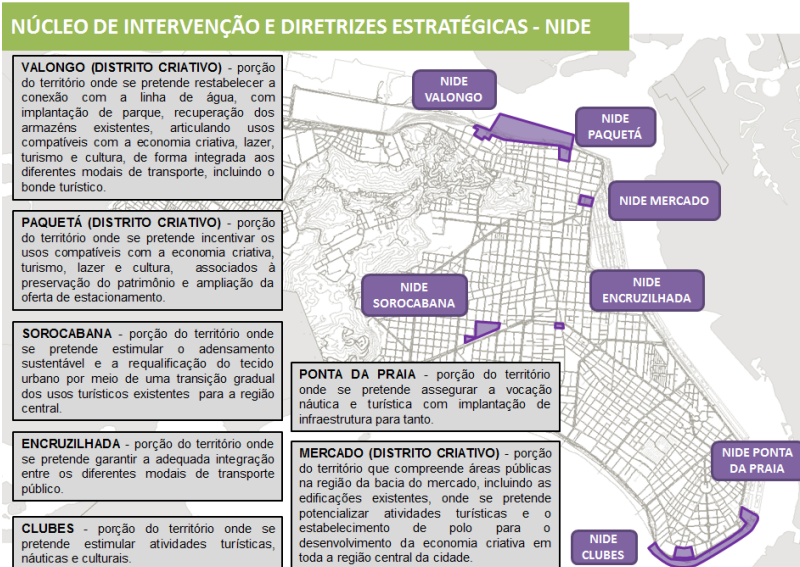 NÚCLEO DE INTERVENÇÃO E DIRETRIZES ESTRATÉGICAS - NIDE
VALONGO (DISTRITO CRIATIVO) - porção
do território onde se pretende restabelecer a
conexão com a linha de água, com
implantação de parque, recuperação dos
armazéns existentes, articulando usos
compatíveis com a economia criativa, lazer,
turismo e cultura, de forma integrada aos
diferentes modais de transporte, incluindo o
bonde turístico.
PAQUETÁ (DISTRITO CRIATIVO) - porção
do território onde se pretende incentivar os
usos compatíveis com a economia criativa,
turismo, lazer e cultura, associados à
preservação do patrimônio e ampliação da
oferta de estacionamento.
SOROCABANA - porção do território onde
se pretende estimular o adensamento
sustentável e a requalificação do tecido
urbano por meio de uma transição gradual
dos usos turísticos existentes para a região
central.
ENCRUZILHADA - porção do território onde
se pretende garantir a adequada integração
entre os diferentes modais de transporte
público.
CLUBES - porção do território onde se
pretende estimular atividades turísticas,
náuticas e culturais.
PONTA DA PRAIA - porção do território
onde se pretende assegurar a vocação
náutica e turística com implantação de
infraestrutura para tanto.
MERCADO (DISTRITO CRIATIVO) - porção
do território que compreende áreas públicas
na região da bacia do mercado, incluindo as
edificações existentes, onde se pretende
potencializar atividades turísticas e o
estabelecimento de polo para o
desenvolvimento da economia criativa em
toda a região central da cidade.
NIDE
VALONGO
NIDE
PAQUETÁ
NIDE MERCADO
NIDE
SOROCABANA
NIDE
ENCRUZILHADA
NIDE PONTA
DA PRAIA
NIDE
CLUBES